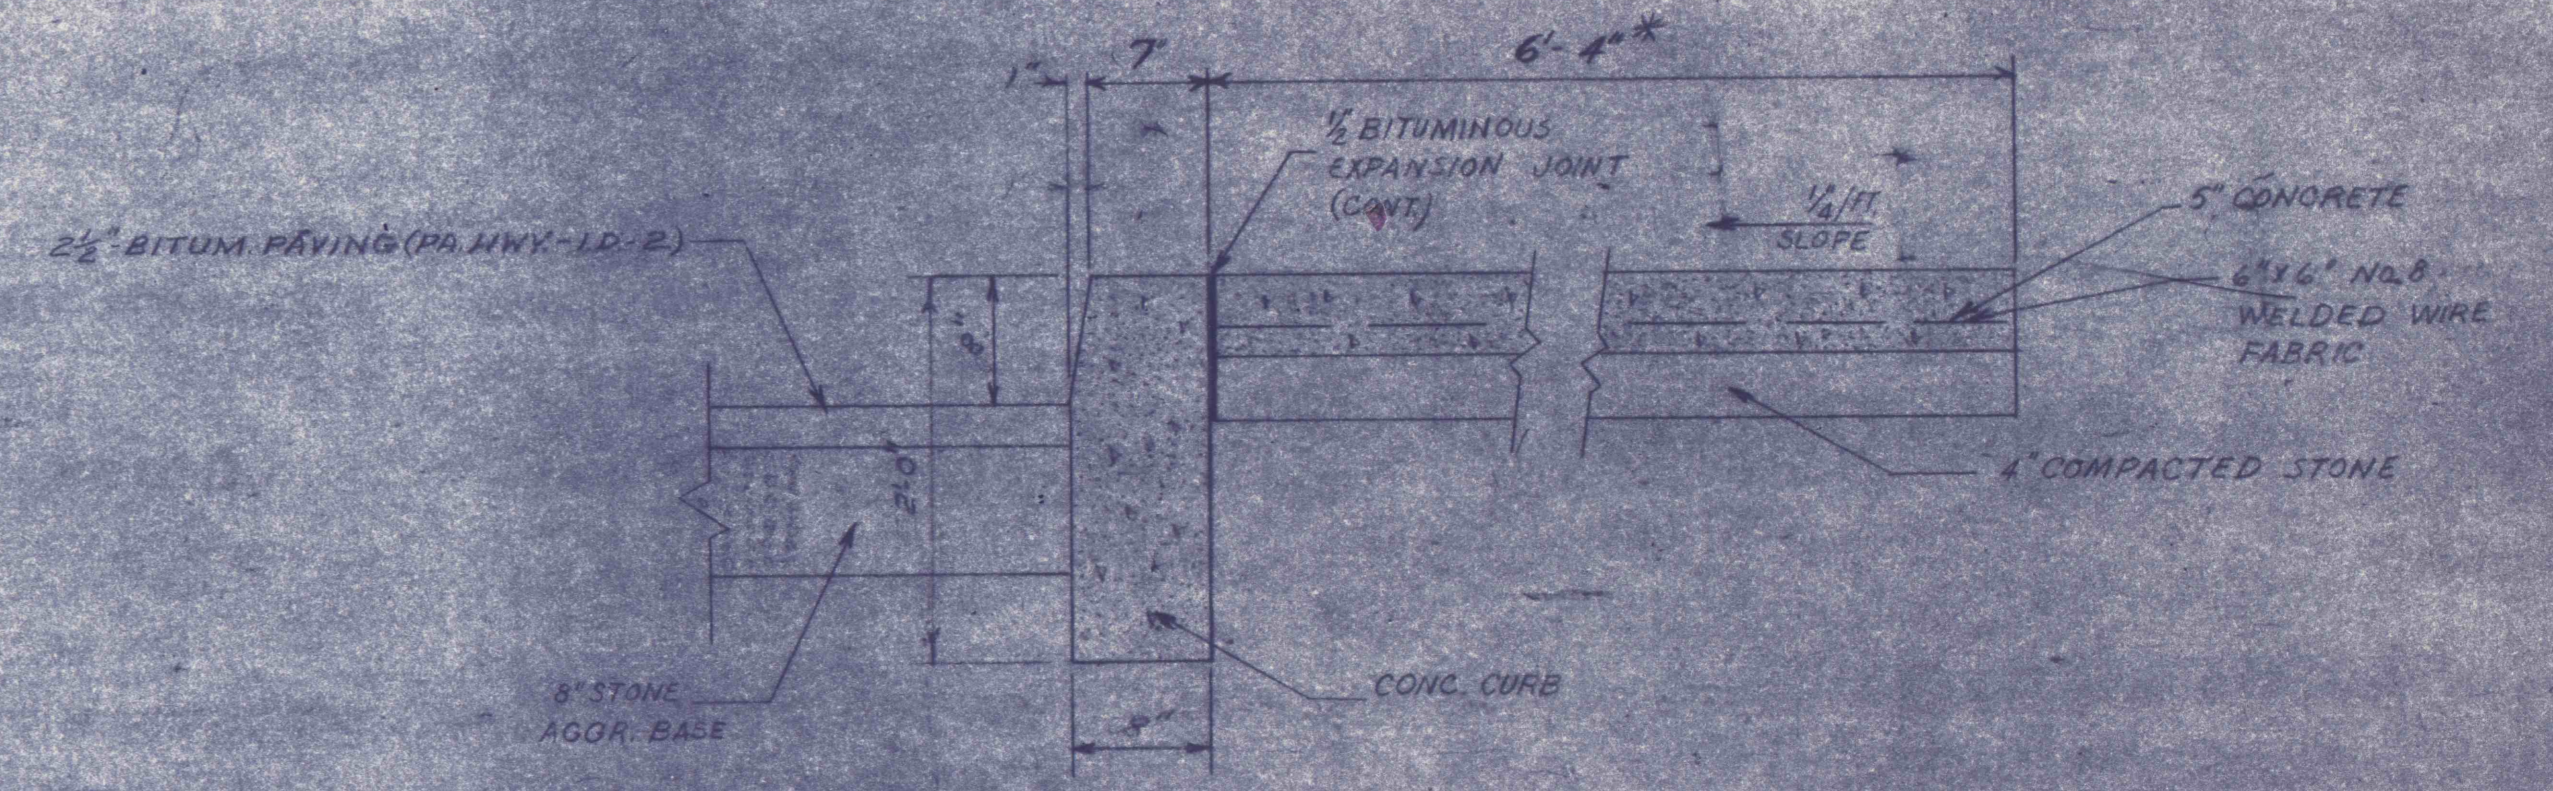 1"
7"
6'-4"*
1/2" BITUMINOUS
EXPANSION JOINT
(CONT.)
1/4"/FT.
SLOPE
5" CONCRETE
6" x 6" NO. 8
WELDED WIRE
FABRIC
2 1/2"-BITUM. PAVING (PA. HWY.-I.D-2)
8"
2'-0"
4" COMPACTED STONE
8" STONE
AGGR. BASE
CONC. CURB
8"